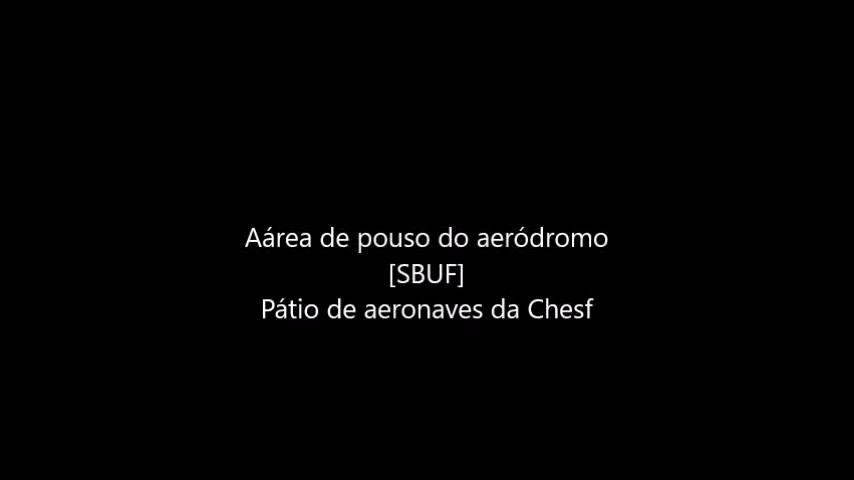 Aárea de pouso do aeródromo
[SBUF]
Pátio de aeronaves da Chesf